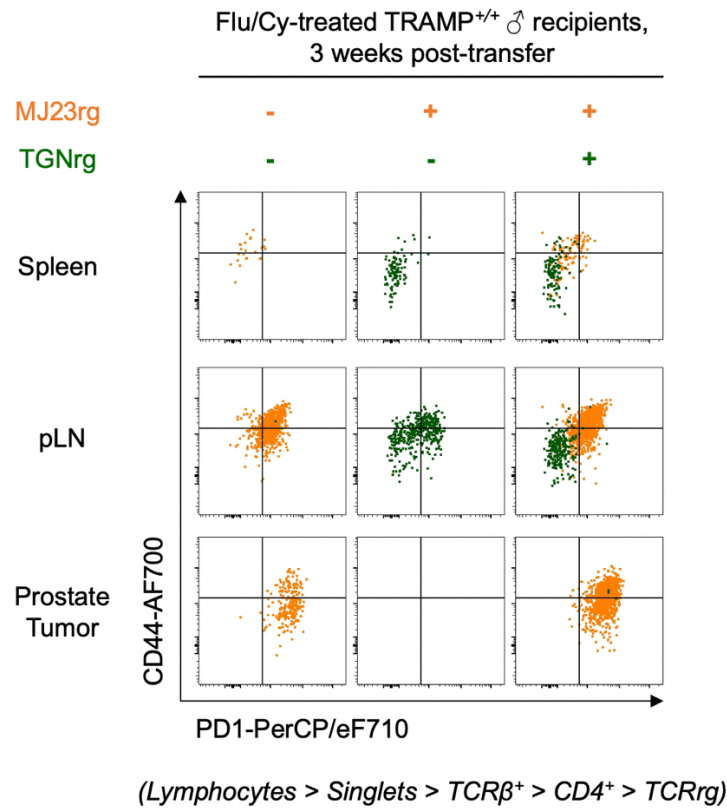 Flu/Cy-treated TRAMP+/+ ♂ recipients,
3 weeks post-transfer
MJ23rg - + +
TGNrg - - +
Spleen
pLN
Prostate
Tumor
CD44-AF700
PD1-PerCP/eF710
(Lymphocytes > Singlets > TCRβ+ > CD4+ > TCRrg)